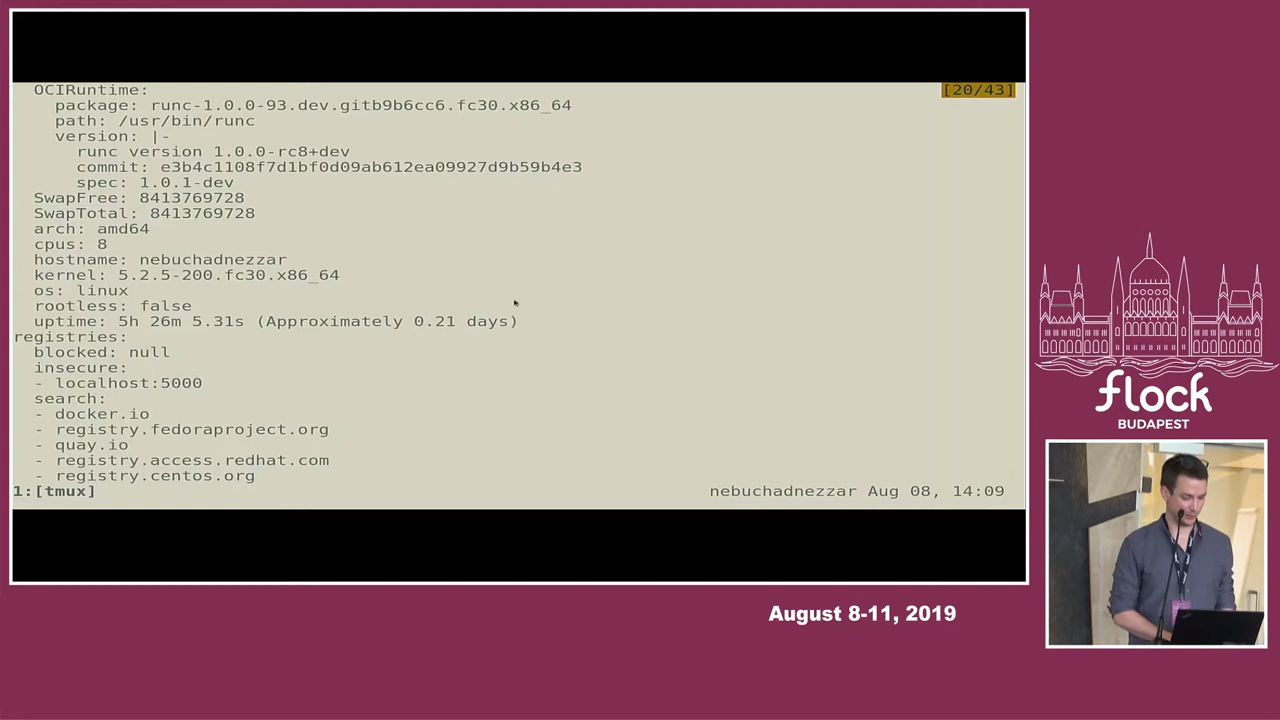 OCIRuntime:
[20/43]
package: runc-1.0.0-93.dev.gitb9b6cc6.fc30.x86_64
path: /usr/bin/runc
version: |-
runc version 1.0.0-rc8+dev
commit: e3b4c1108f7d1bf0d09ab612ea09927d9b59b4e3
spec: 1.0.1-dev
SwapFree: 8413769728
SwapTotal: 8413769728
arch: amd64
cpus: 8
hostname: nebuchadnezzar
kernel: 5.2.5-200.fc30.x86_64
os: linux
rootless: false
uptime: 5h 26m 5.31s (Approximately 0.21 days)
registries:
blocked: null
insecure:
- localhost:5000
search:
- docker.io
- registry.fedoraproject.org
- quay.io
- registry.access.redhat.com
- registry.centos.org
1:[tmux]
nebuchadnezzar Aug 08, 14:09
flock
BUDAPEST
August 8-11, 2019